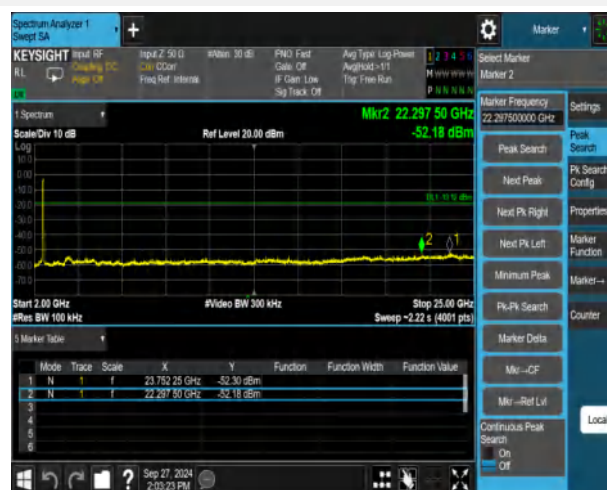 Spectrum Analyzer 1
Swept SA
+
Marker
KEYSIGHT Input: RF Input Z: 50 Ω #Atten: 30 dB PNO: Fast Avg Type: Log-Power 1 2 3 4 5 6
RL Coupling: DC Corr CCorr Gate: Off Avg|Hold:>1/1 M W W W W W
Align: Off Freq Ref: Internal IF Gain: Low Trig: Free Run
Sig Track: Off P N N N N N
Select Marker
Marker 2
1 Spectrum
Mkr2 22.297 50 GHz
-52.18 dBm
Scale/Div 10 dB
Ref Level 20.00 dBm
Log
10.0
0.00
-10.0
-20.0
-30.0
-40.0
-50.0
-60.0
-70.0
2
1
Start 2.00 GHz #Video BW 300 kHz Stop 25.00 GHz
#Res BW 100 kHz Sweep ~2.22 s (4001 pts)
5 Marker Table
Mode Trace Scale X Y Function Function Width Function Value
1 N 1 f 23.752 25 GHz -52.30 dBm
2 N 1 f 22.297 50 GHz -52.18 dBm
3
4
5
6
Marker Frequency
22.297500000 GHz
Peak Search
Next Peak
Next Pk Right
Next Pk Left
Minimum Peak
Pk-Pk Search
Marker Delta
Mkr→CF
Mkr→Ref Lvl
Continuous Peak
Search
On
Off
Settings
Peak
Search
Pk Search
Config
Properties
Marker
Function
Marker→
Counter
Local
?
Sep 27, 2024
2:03:23 PM